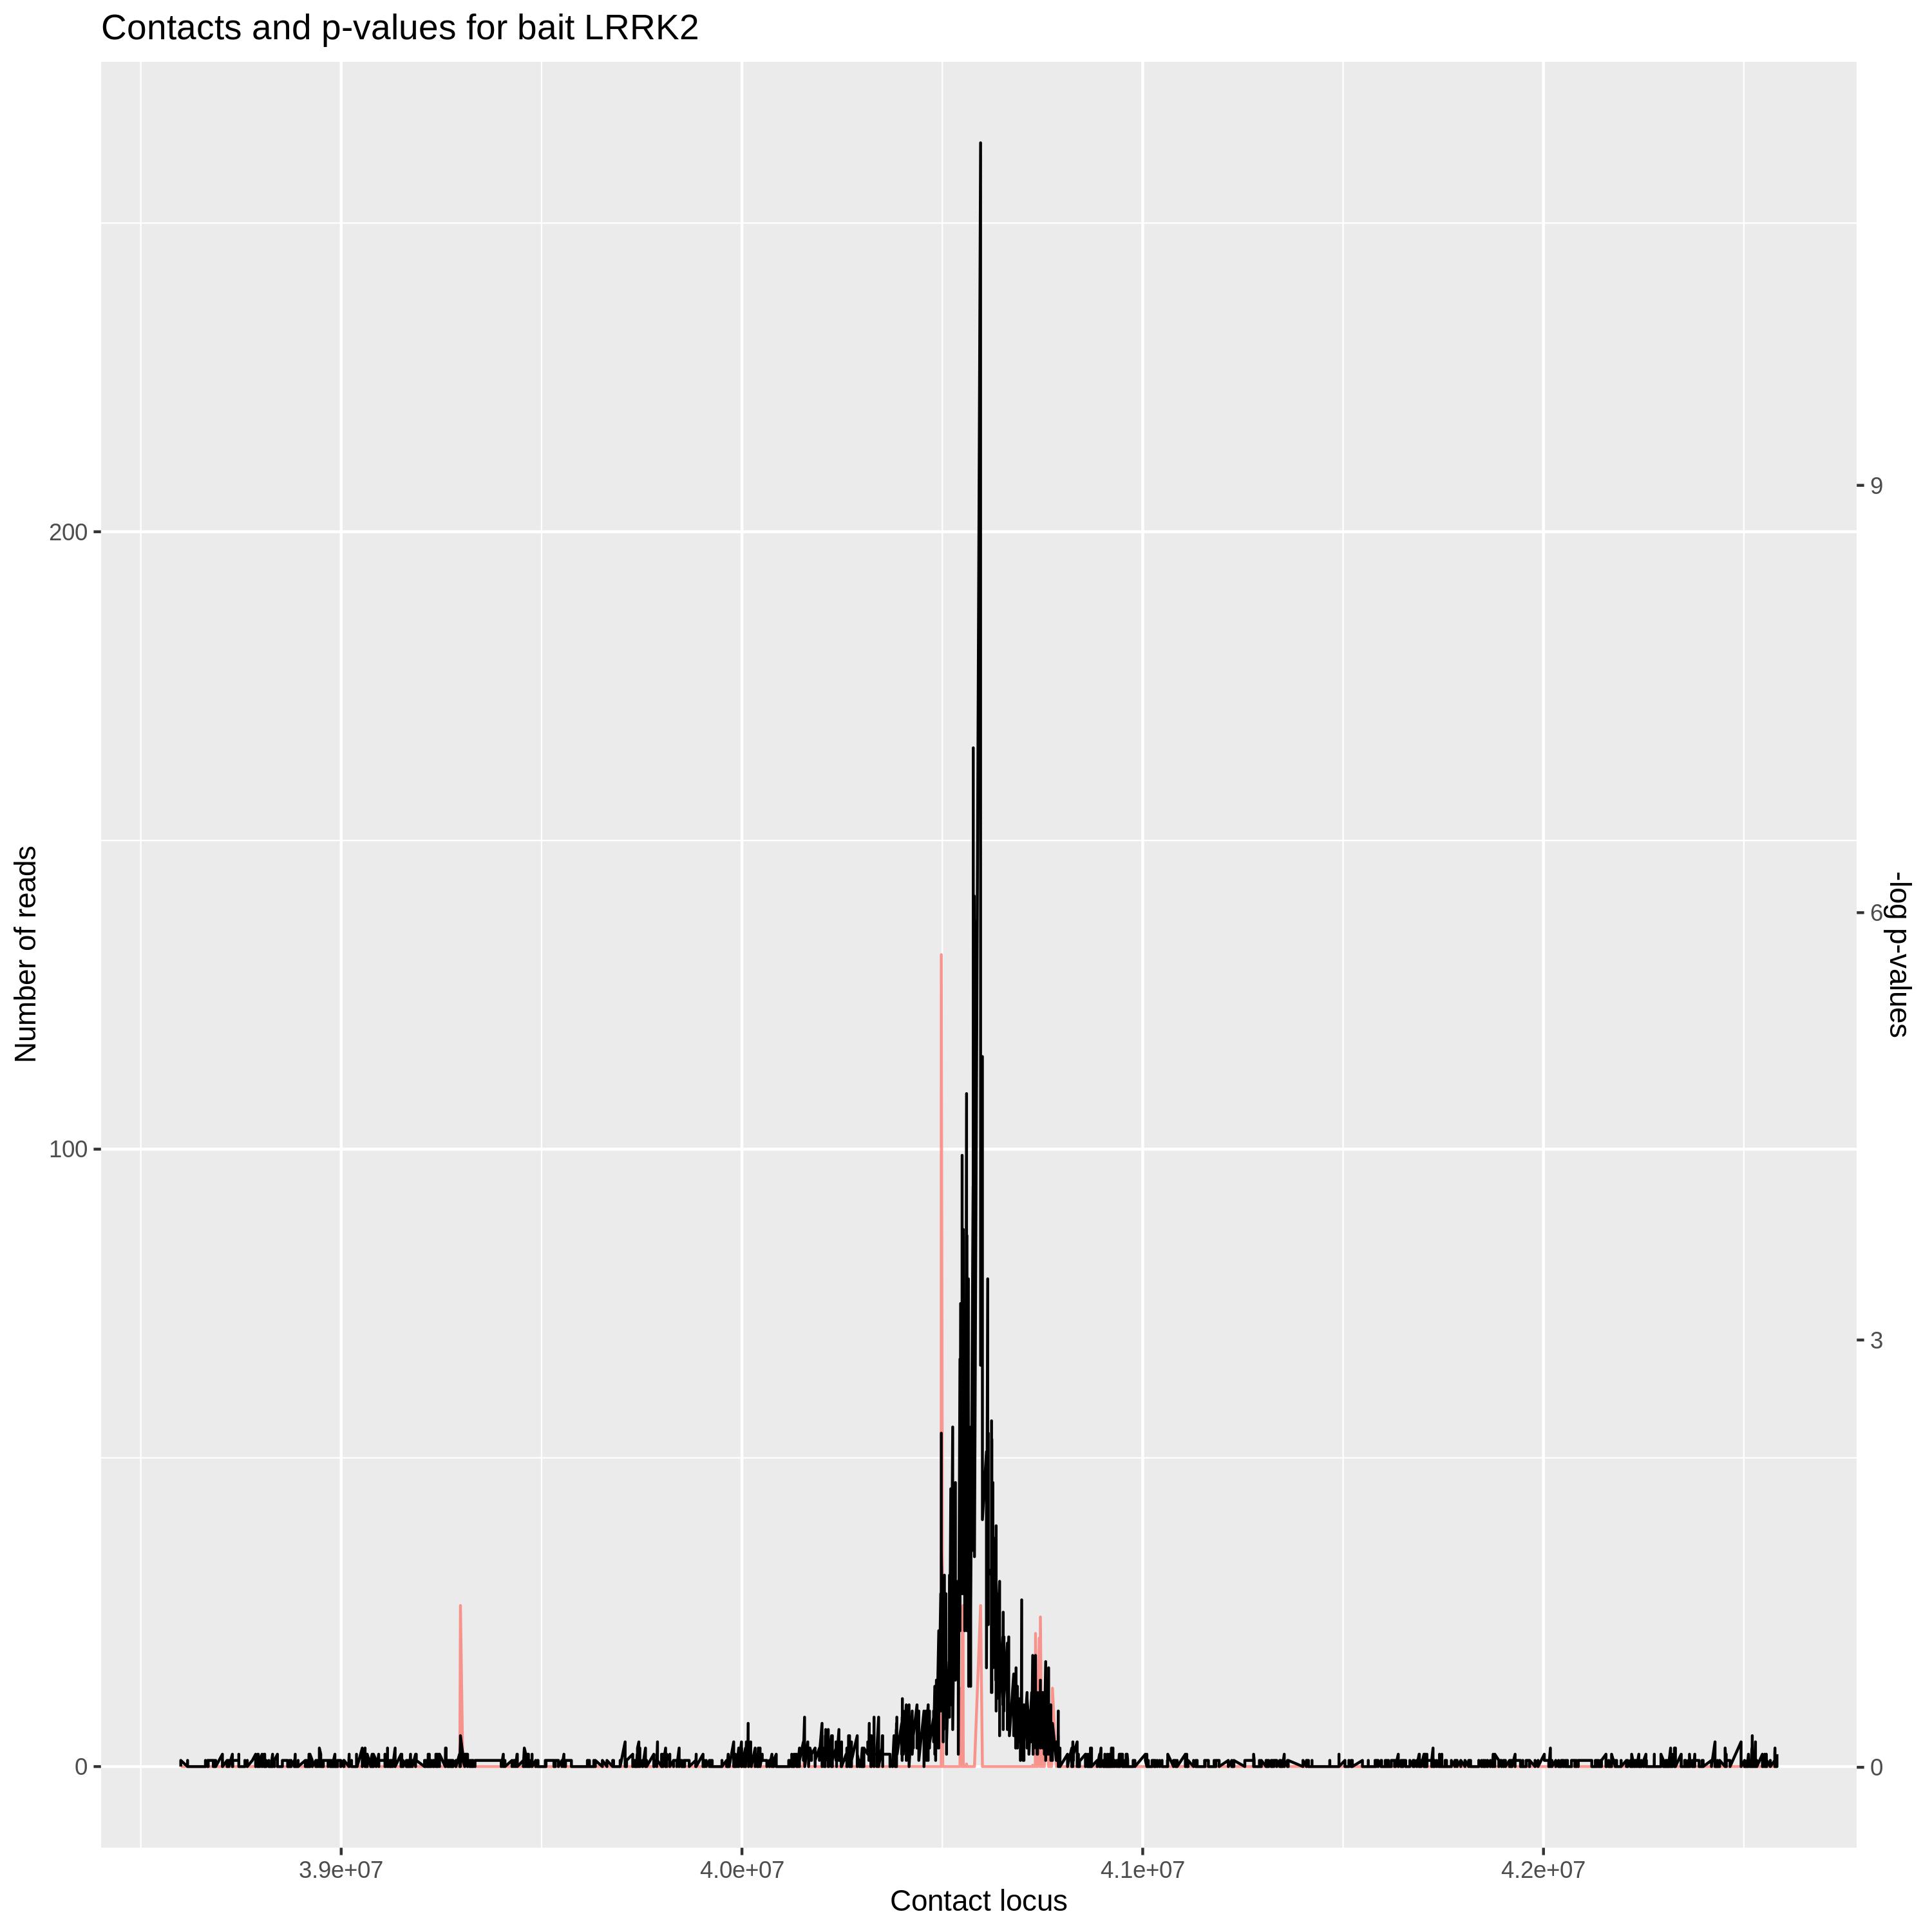 Contacts and p-values for bait LRRK2
Number of reads
200
100
0
9
6
3
0
-log p-values
3.9e+07
4.0e+07
4.1e+07
4.2e+07
Contact locus